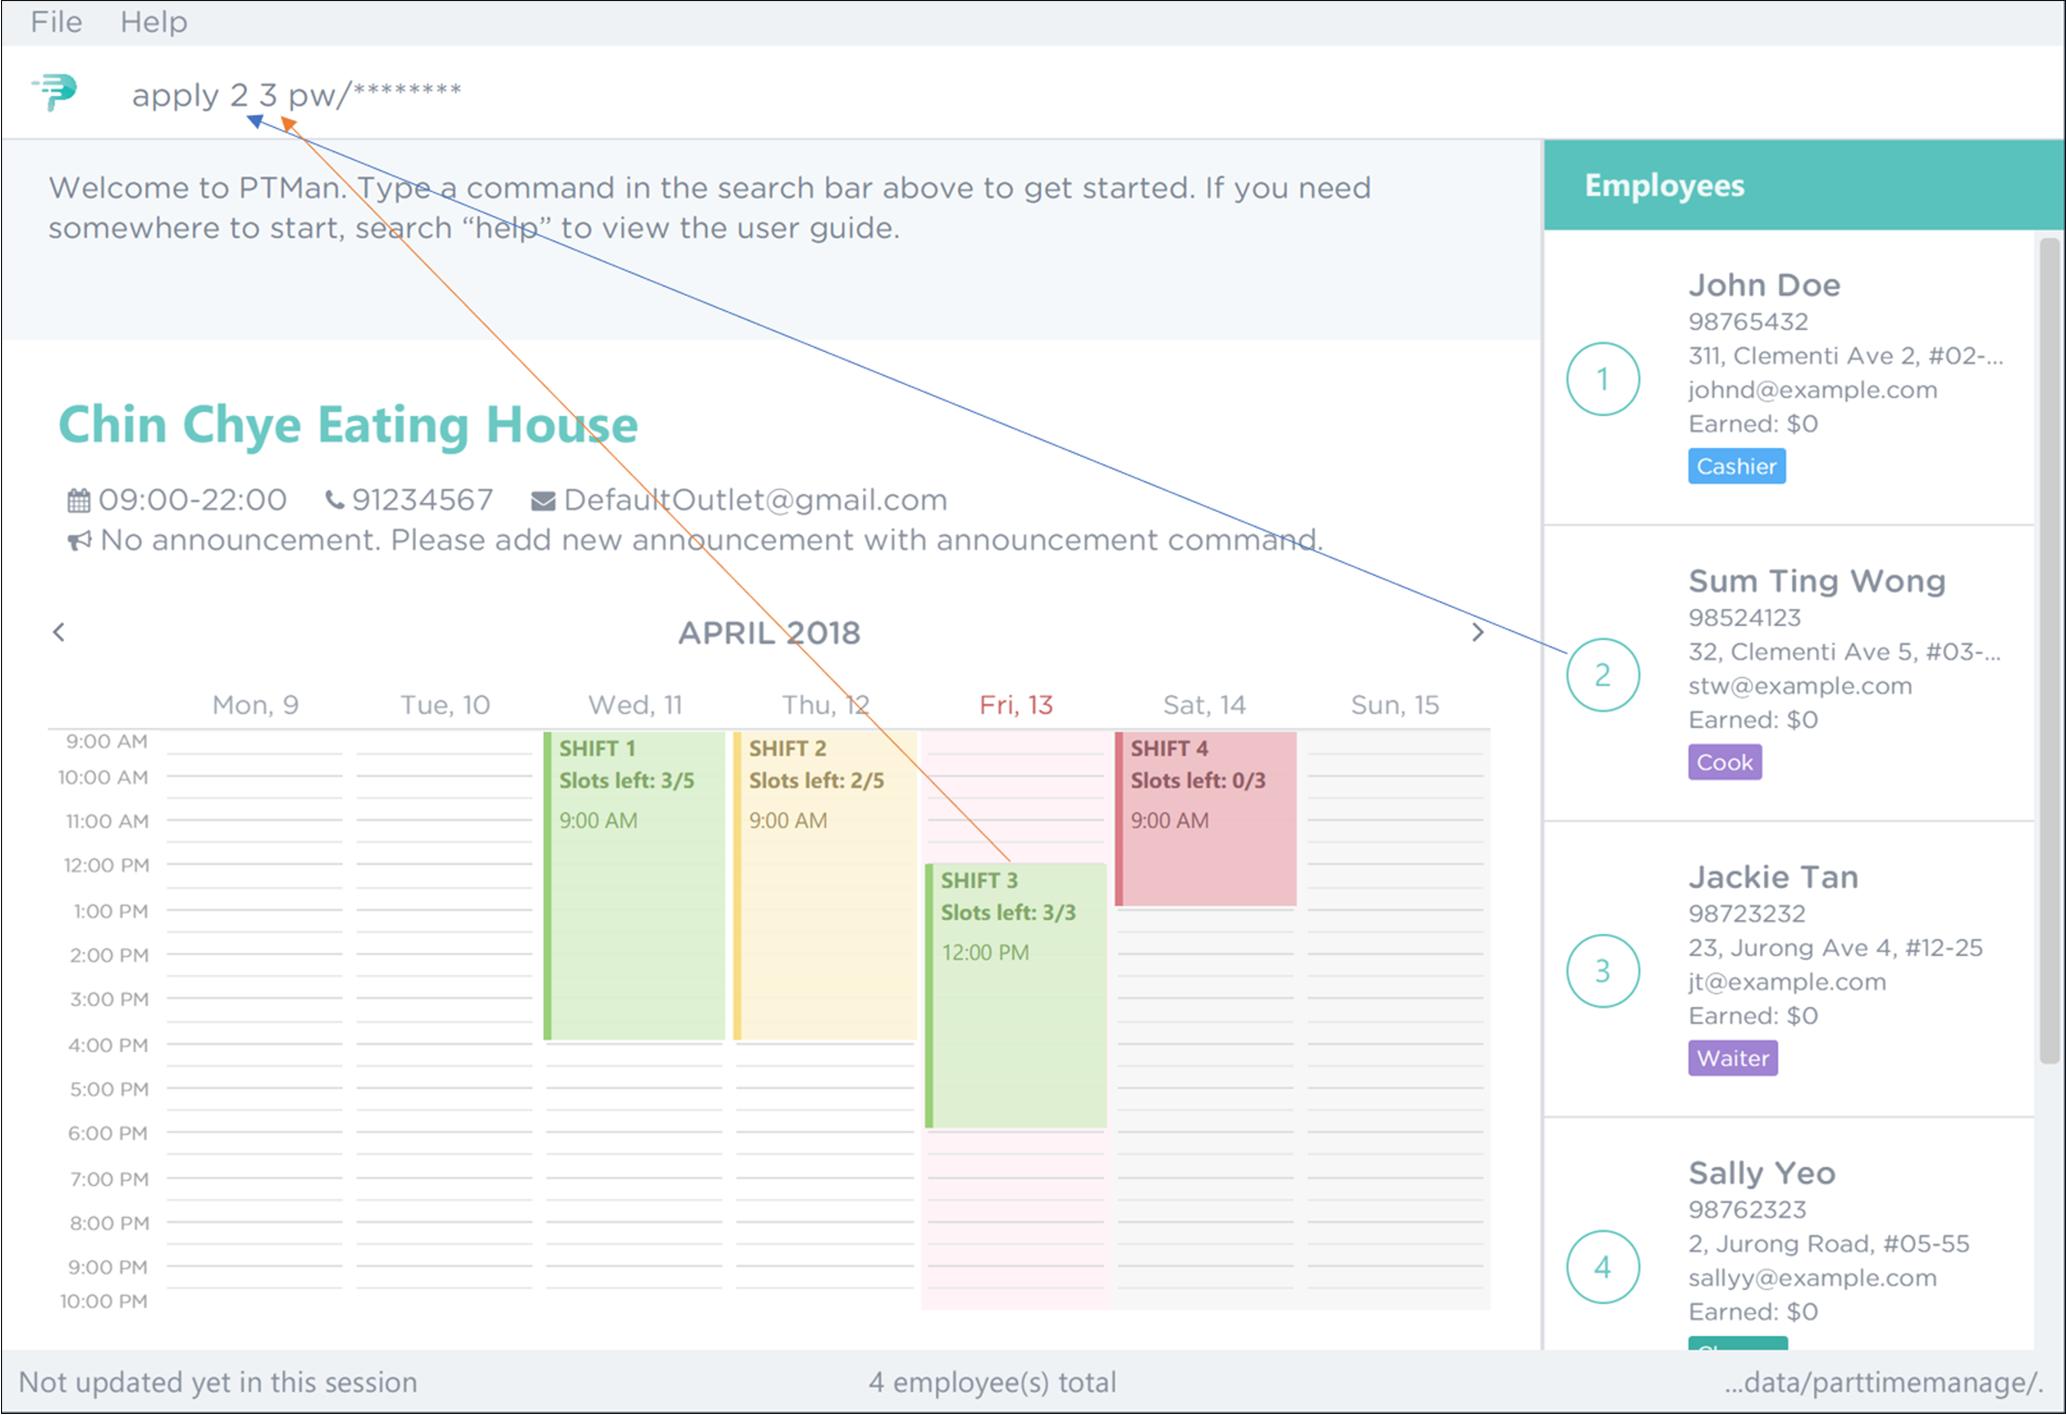 File Help
apply 2 3 pw/********
Welcome to PTMan. Type a command in the search bar above to get started. If you need
somewhere to start, search “help” to view the user guide.
Chin Chye Eating House
09:00-22:00 91234567 DefaultOutlet@gmail.com
No announcement. Please add new announcement with announcement command.
APRIL 2018
Mon, 9 Tue, 10 Wed, 11 Thu, 12 Fri, 13 Sat, 14 Sun, 15
9:00 AM
10:00 AM
11:00 AM
12:00 PM
1:00 PM
2:00 PM
3:00 PM
4:00 PM
5:00 PM
6:00 PM
7:00 PM
8:00 PM
9:00 PM
10:00 PM
SHIFT 1
Slots left: 3/5
9:00 AM
SHIFT 2
Slots left: 2/5
9:00 AM
SHIFT 3
Slots left: 3/3
12:00 PM
SHIFT 4
Slots left: 0/3
9:00 AM
Employees
1
John Doe
98765432
311, Clementi Ave 2, #02-...
johnd@example.com
Earned: $0
Cashier
2
Sum Ting Wong
98524123
32, Clementi Ave 5, #03-...
stw@example.com
Earned: $0
Cook
3
Jackie Tan
98723232
23, Jurong Ave 4, #12-25
jt@example.com
Earned: $0
Waiter
4
Sally Yeo
98762323
2, Jurong Road, #05-55
sallyy@example.com
Earned: $0
Not updated yet in this session
4 employee(s) total
...data/parttimemanage/.